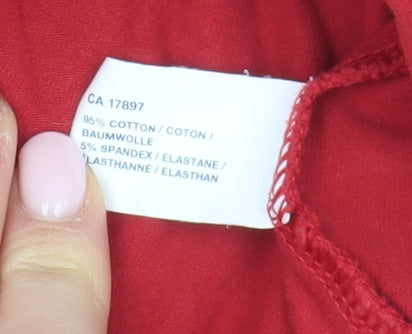 CA 17897
95% COTTON / COTON /
BAUMWOLLE
5% SPANDEX / ELASTANE /
ELASTHANNE / ELASTHAN